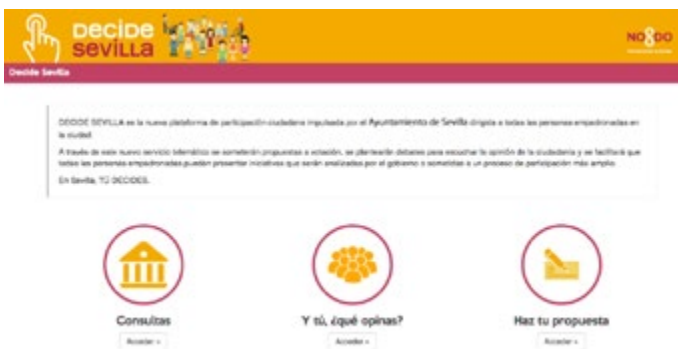 DECIDE
sevilla
NO8DO
Decide Sevilla
DECIDE SEVILLA es la nueva plataforma de participación ciudadana impulsada por el Ayuntamiento de Sevilla dirigida a todas las personas empadronadas en
la ciudad.
A través de este nuevo servicio telemático se someterán propuestas a votación, se plantearán debates para escuchar la opinión de la ciudadanía y se facilitará que
todas las personas empadronadas puedan presentar iniciativas que serán analizadas por el gobierno o sometidas a un proceso de participación más amplio.
En Sevilla, TÚ DECIDES.
Consultas
Y tú, ¿qué opinas?
Haz tu propuesta
Acceder »
Acceder »
Acceder »